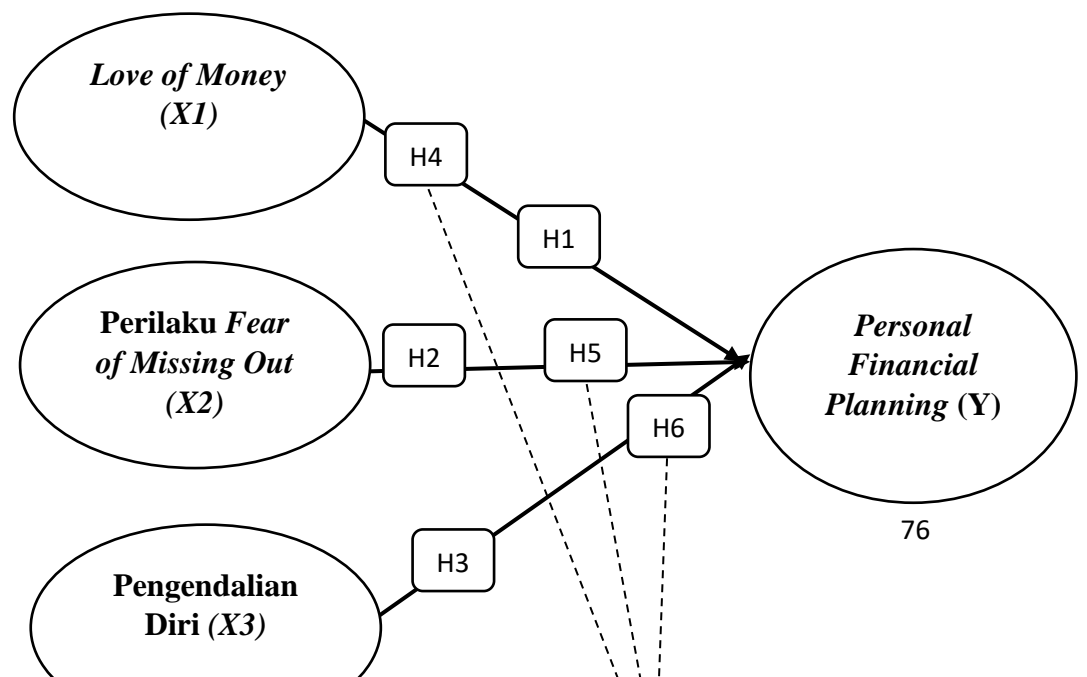 Love of Money
(X1)
H4
H1
Perilaku Fear
of Missing Out
(X2)
H2
H5
Personal
Financial
Planning (Y)
H6
76
H3
Pengendalian
Diri (X3)